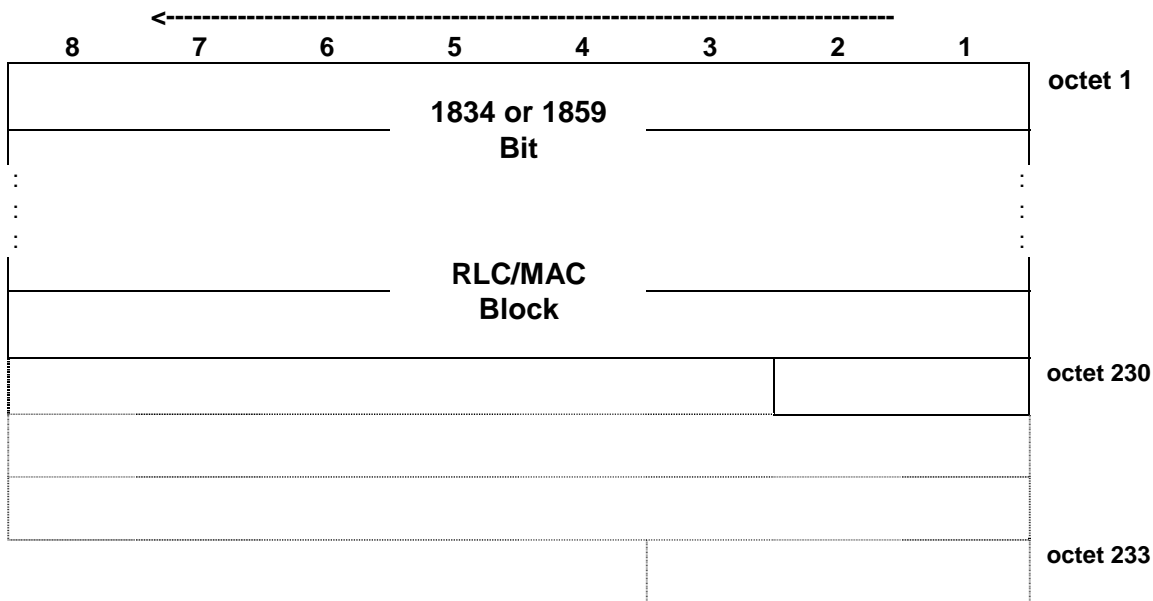 <--------------------------------------------------------------------------------
8 7 6 5 4 3 2 1
octet 1
1834 or 1859
Bit
: :
: :
: :
RLC/MAC
Block
octet 230
octet 233